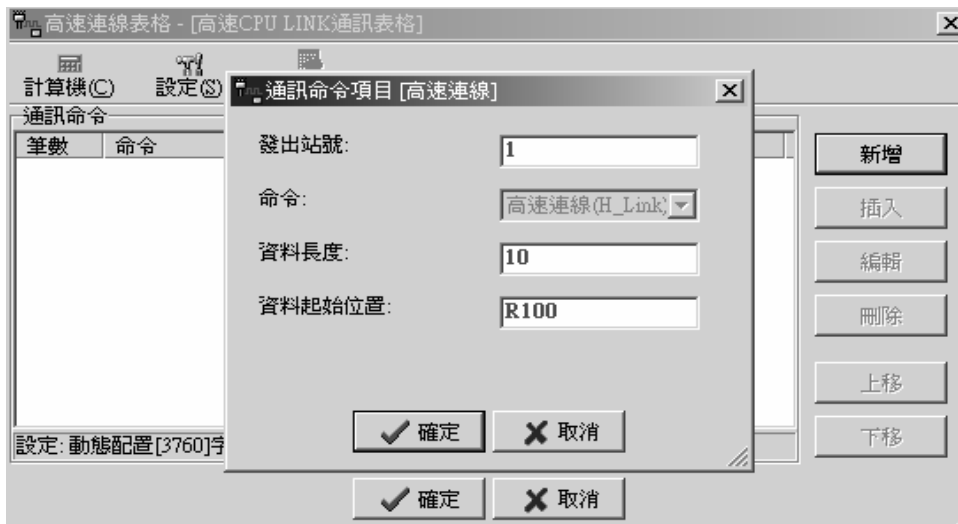 高速連線表格 - [高速CPU LINK通訊表格]
計算機(C)
設定(S)
通訊命令
筆數
命令
通訊命令項目 [高速連線]
發出站號:
1
命令:
高速連線(H_Link)
資料長度:
10
資料起始位置:
R100
確定
取消
新增
插入
編輯
刪除
上移
下移
設定: 動態配置[3760]字
確定
取消